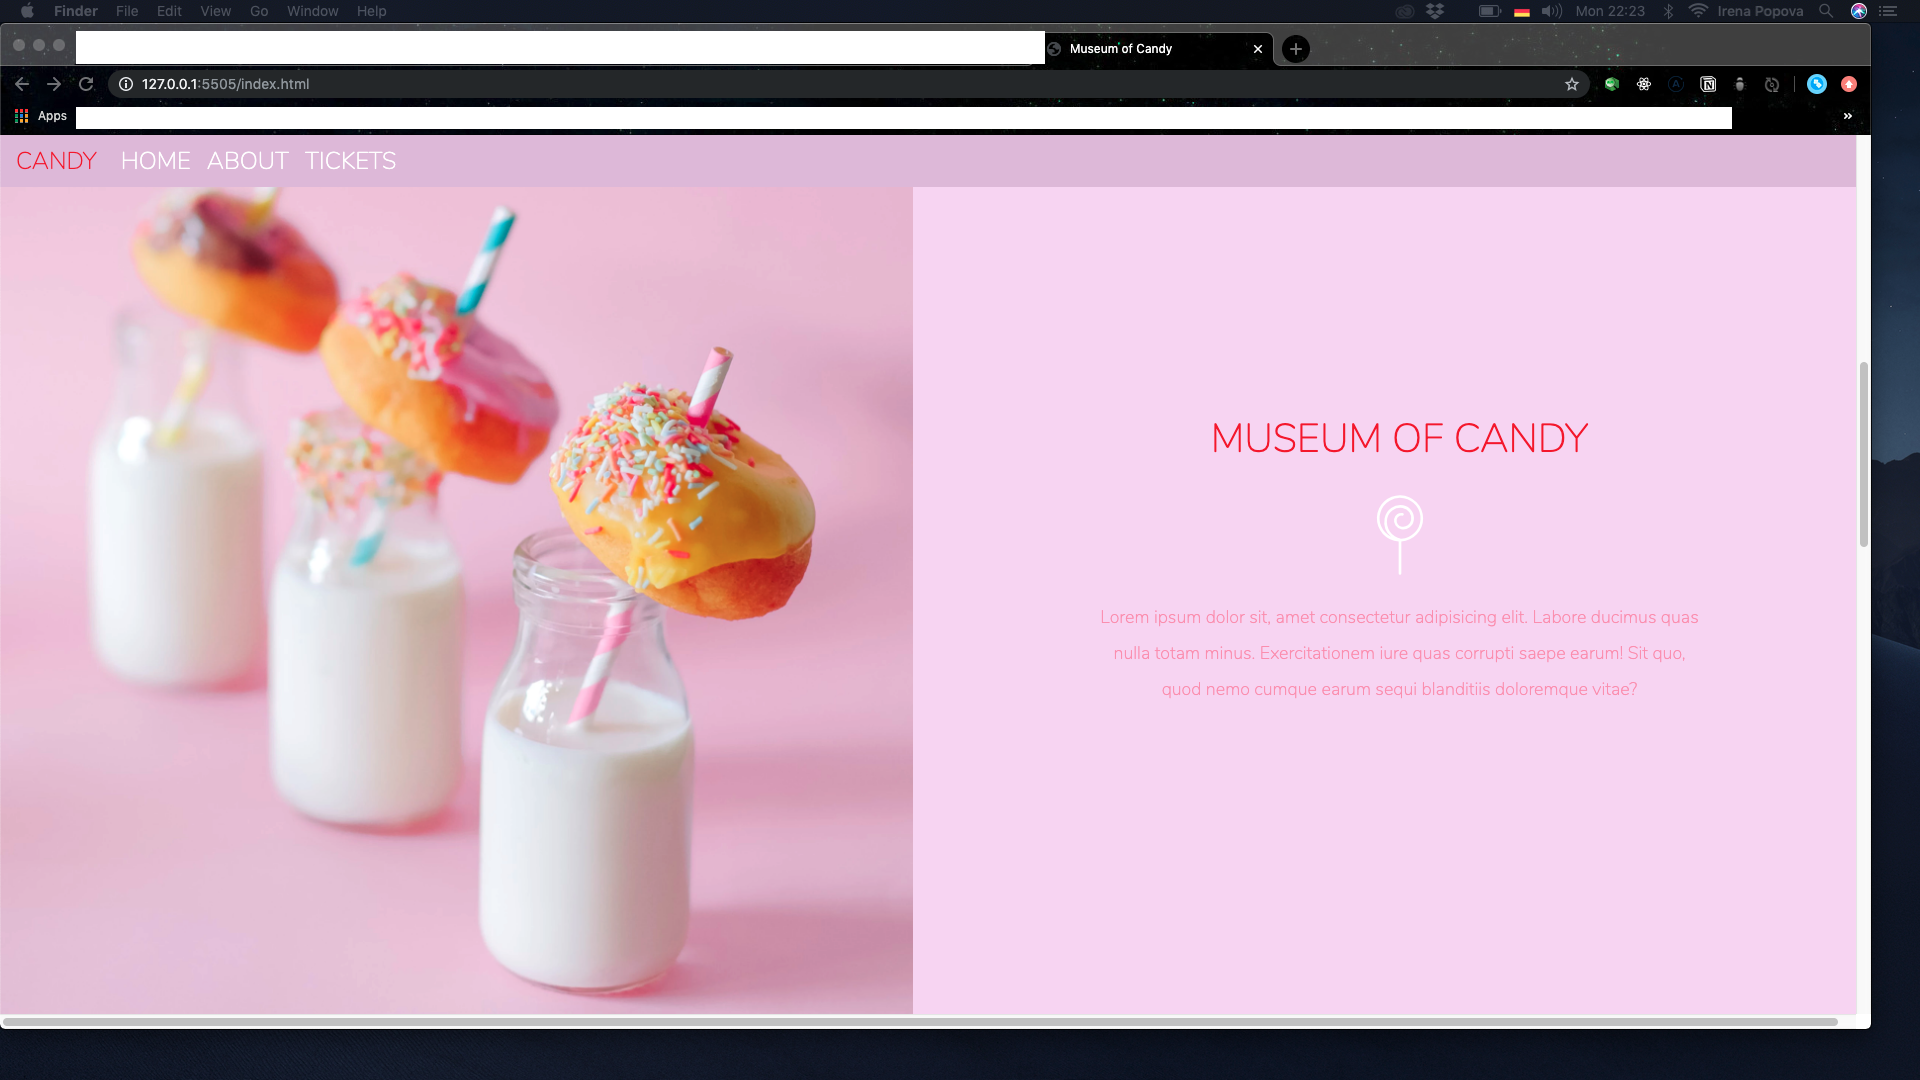 Finder File Edit View Go Window Help Mon 22:23 Irena Popova
Museum of Candy
127.0.0.1:5505/index.html
Apps
CANDY HOME ABOUT TICKETS
MUSEUM OF CANDY
Lorem ipsum dolor sit, amet consectetur adipisicing elit. Labore ducimus quas
nulla totam minus. Exercitationem iure quas corrupti saepe earum! Sit quo,
quod nemo cumque earum sequi blanditiis doloremque vitae?